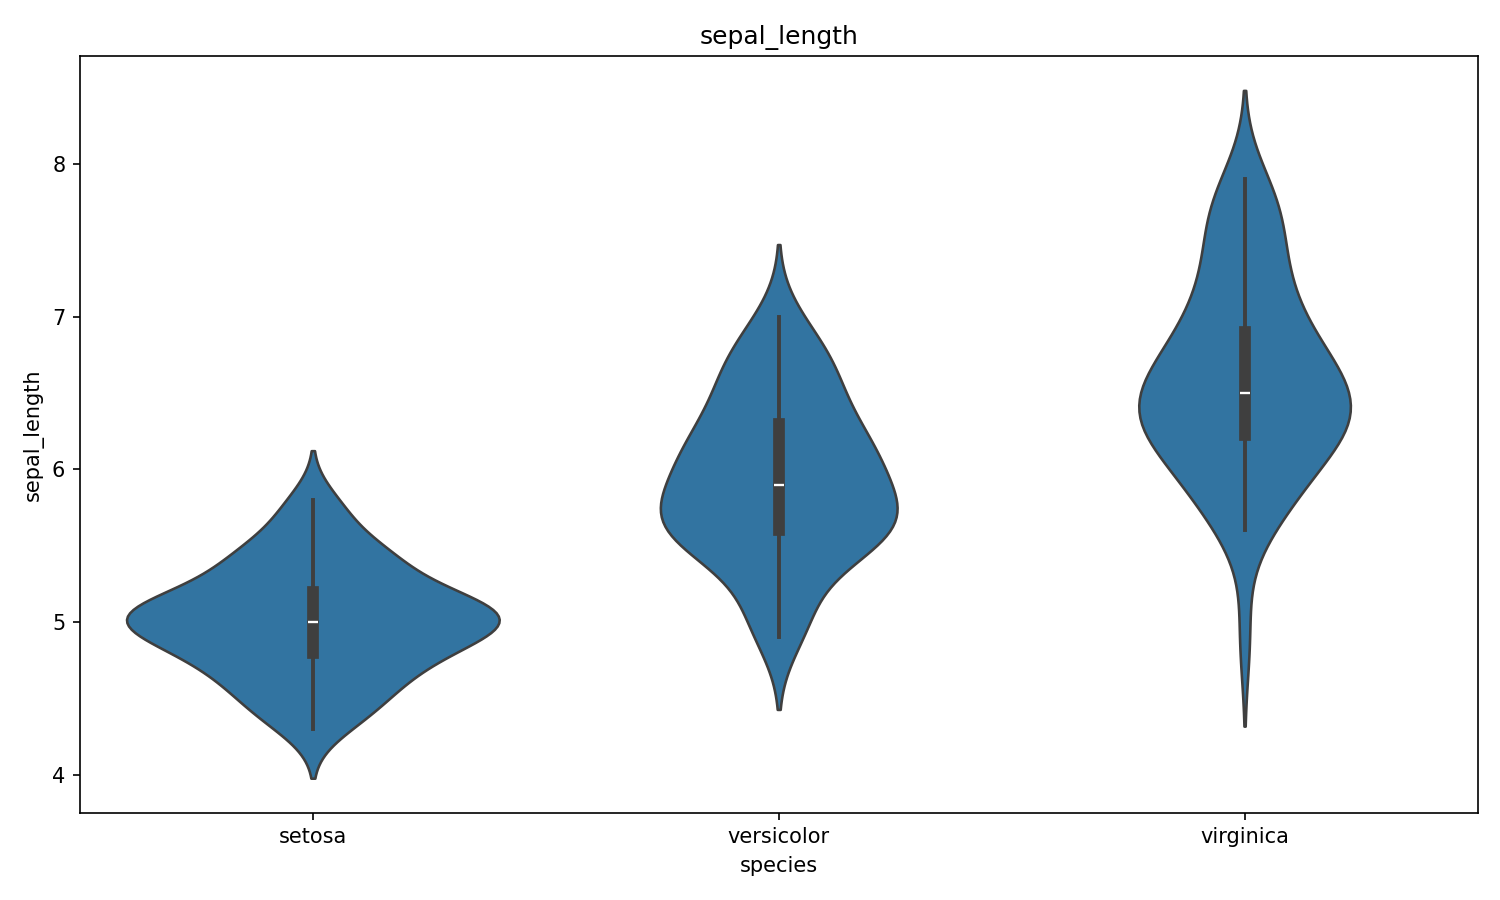 sepal_length
sepal_length
8
7
6
5
4
setosa
versicolor
virginica
species